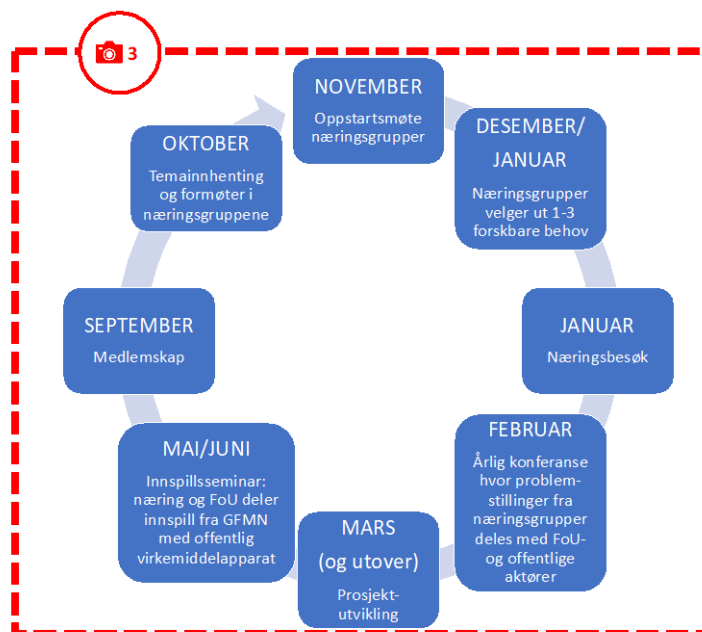 3
NOVEMBER
Oppstartsmøte
næringsgrupper
DESEMBER/
JANUAR
Næringsgrupper
velger ut 1-3
forskbare behov
JANUAR
Næringsbesøk
FEBRUAR
Årlig konferanse
hvor problem-
stillinger fra
næringsgrupper
deles med FoU-
og offentlige
aktører
MARS
(og utover)
Prosjekt-
utvikling
MAI/JUNI
Innspillsseminar:
næring og FoU deler
innspill fra GFMN
med offentlig
virkemiddelapparat
SEPTEMBER
Medlemskap
OKTOBER
Temainnhenting
og formøter i
næringsgruppene